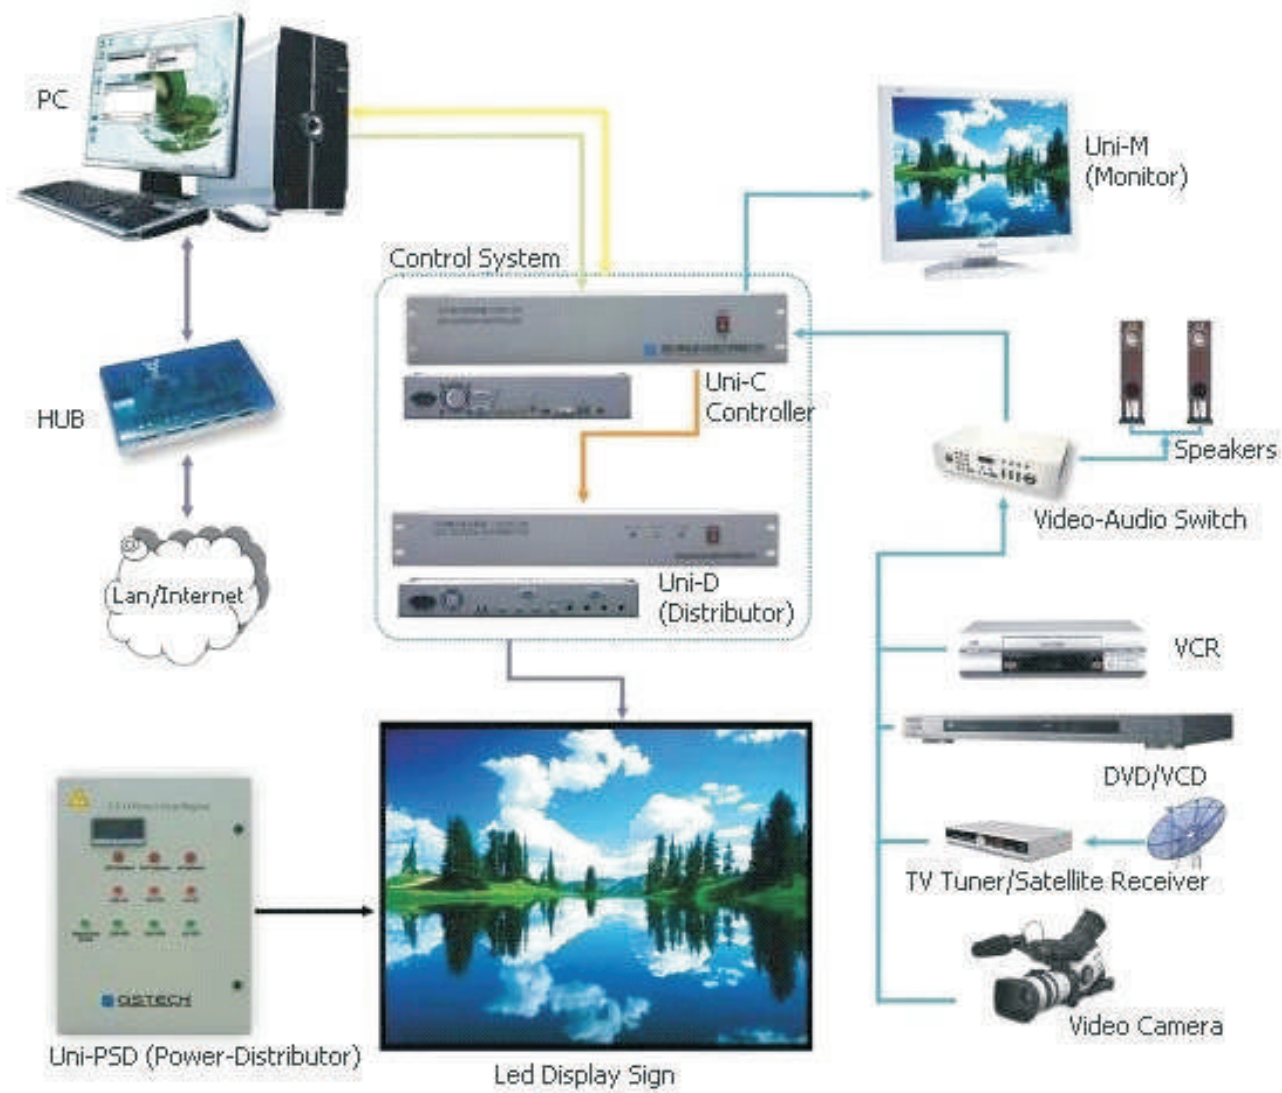 PC
Uni-M
(Monitor)
Control System
Uni-C
Controller
HUB
Speakers
Video-Audio Switch
Lan/Internet
Uni-D
(Distributor)
VCR
DVD/VCD
TV Tuner/Satellite Receiver
QSTECH
Video Camera
Uni-PSD (Power-Distributor)
Led Display Sign